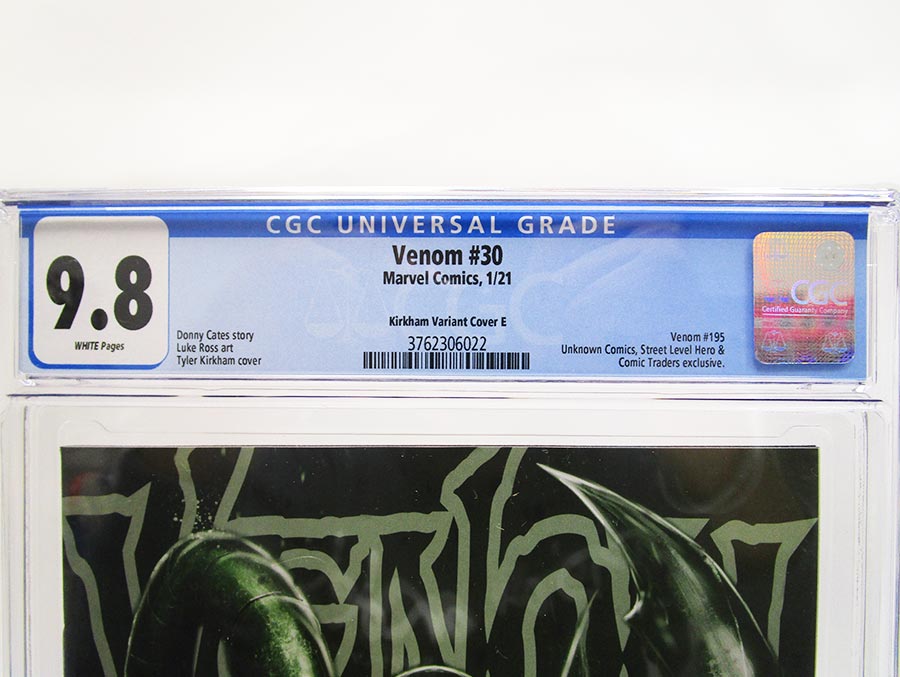 CGC UNIVERSAL GRADE
9.8
WHITE Pages
Venom #30
Marvel Comics, 1/21
Kirkham Variant Cover E
3762306022
Donny Cates story
Luke Ross art
Tyler Kirkham cover
Venom #195
Unknown Comics, Street Level Hero &
Comic Traders exclusive.
CGC
Certified Guaranty Company
VENOM